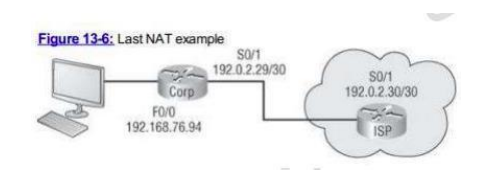 Figure 13-6: Last NAT example
S0/1
192.0.2.29/30
Corp
F0/0
192.168.76.94
S0/1
192.0.2.30/30
ISP